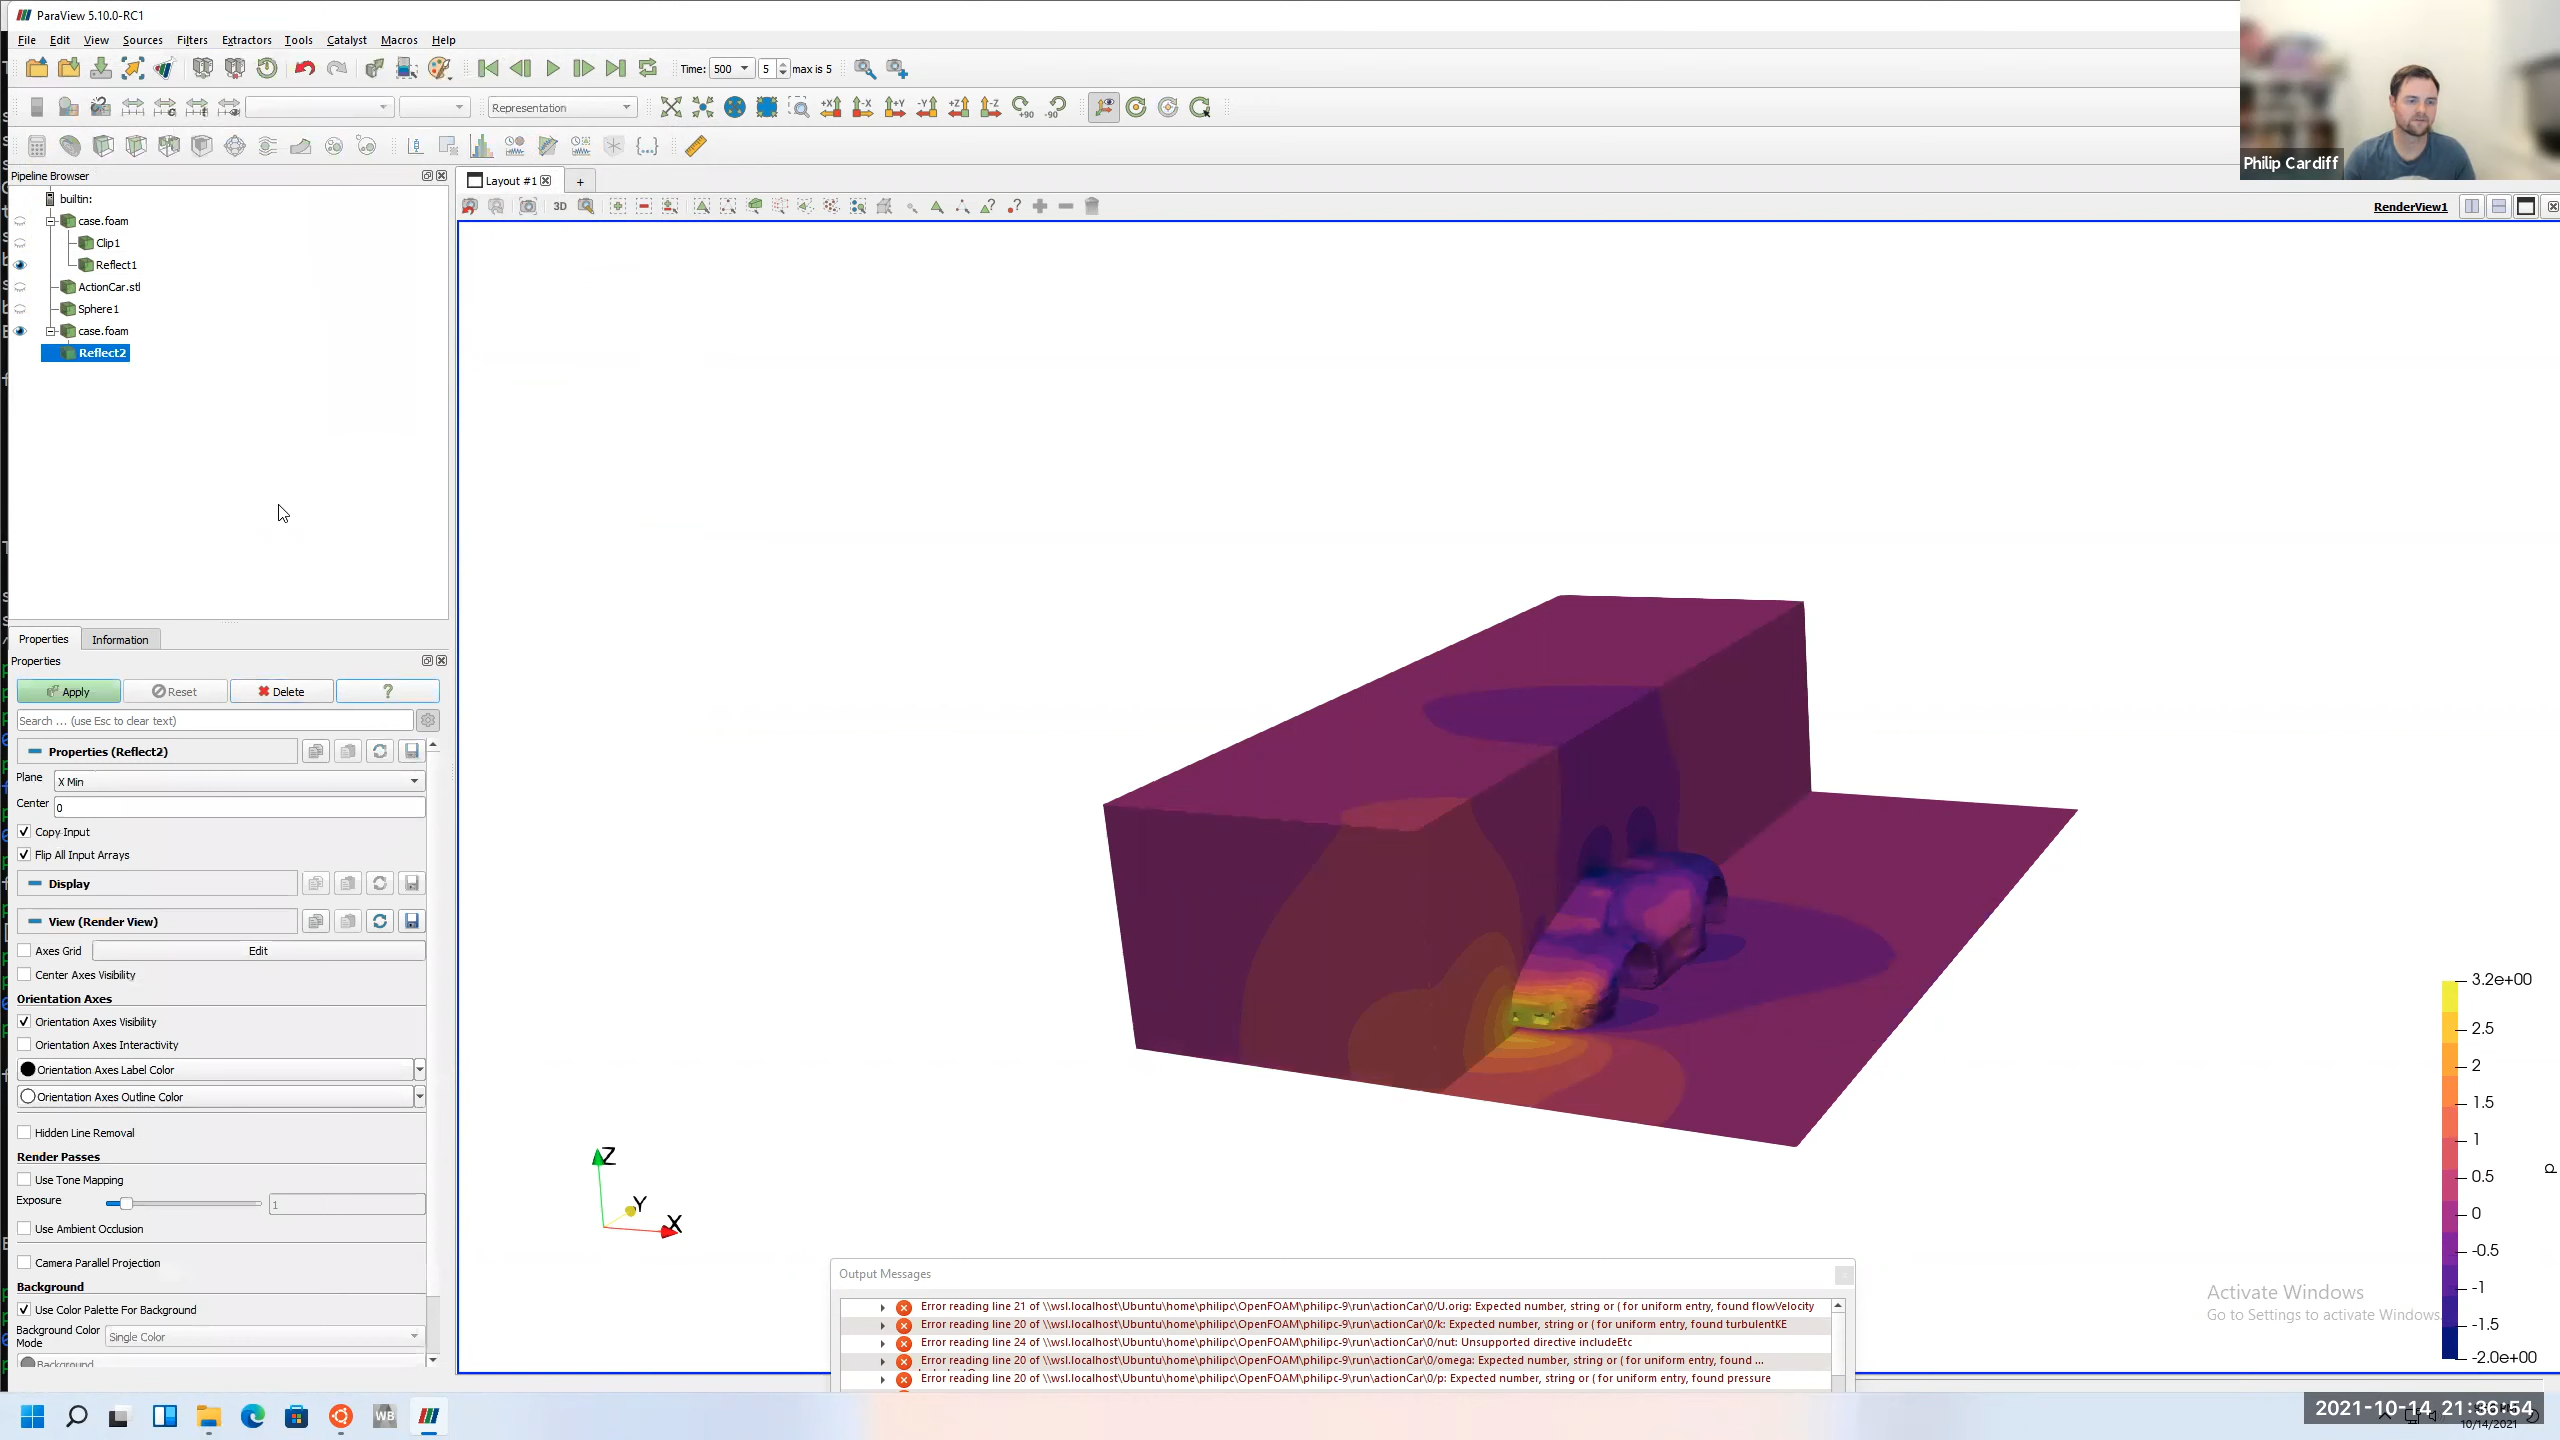 ParaView 5.10.0-RC1
File Edit View Sources Filters Extractors Tools Catalyst Macros Help
Time: 500 5 max is 5
Representation
+X -X +Y -Y +Z -Z +90 -90
Philip Cardiff
Pipeline Browser
Layout #1
+
3D
RenderView1
builtin:
case.foam
Clip1
Reflect1
ActionCar.stl
Sphere1
case.foam
Reflect2
Properties Information
Properties
Apply Reset Delete ?
Search ... (use Esc to clear text)
Properties (Reflect2)
Plane X Min
Center 0
Copy Input
Flip All Input Arrays
Display
View (Render View)
Axes Grid Edit
Center Axes Visibility
Orientation Axes
Orientation Axes Visibility
Orientation Axes Interactivity
Orientation Axes Label Color
Orientation Axes Outline Color
Hidden Line Removal
Render Passes
Use Tone Mapping
Exposure 1
Use Ambient Occlusion
Camera Parallel Projection
Background
Use Color Palette For Background
Background Color Mode Single Color
Background
Z
Y
X
3.2e+00
2.5
2
1.5
1
0.5
0
-0.5
-1
-1.5
-2.0e+00
p
Output Messages
Error reading line 21 of \\wsl.localhost\Ubuntu\home\philipc\OpenFOAM\philipc-9\run\actionCar\0/U.orig: Expected number, string or ( for uniform entry, found flowVelocity
Error reading line 20 of \\wsl.localhost\Ubuntu\home\philipc\OpenFOAM\philipc-9\run\actionCar\0/k: Expected number, string or ( for uniform entry, found turbulentKE
Error reading line 24 of \\wsl.localhost\Ubuntu\home\philipc\OpenFOAM\philipc-9\run\actionCar\0/nut: Unsupported directive includeEtc
Error reading line 20 of \\wsl.localhost\Ubuntu\home\philipc\OpenFOAM\philipc-9\run\actionCar\0/omega: Expected number, string or ( for uniform entry, found ...
Error reading line 20 of \\wsl.localhost\Ubuntu\home\philipc\OpenFOAM\philipc-9\run\actionCar\0/p: Expected number, string or ( for uniform entry, found pressure
Activate Windows
Go to Settings to activate Windows.
WB
2021-10-14 21:36:54
10/14/2021